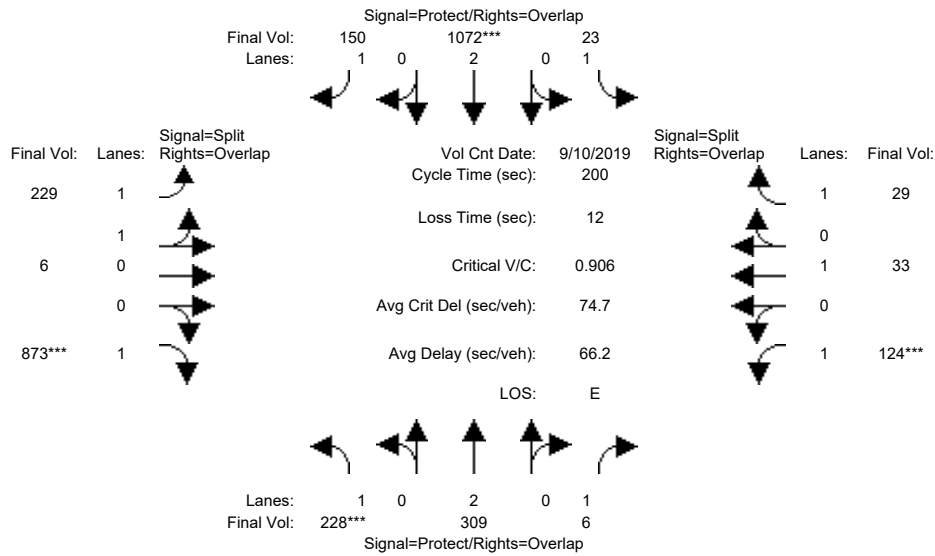 Signal=Protect/Rights=Overlap
Final Vol: 150 1072*** 23
Lanes: 1 0 2 0 1
Signal=Split
Final Vol: Lanes: Rights=Overlap
Vol Cnt Date: 9/10/2019
Signal=Split
Rights=Overlap Lanes: Final Vol:
Cycle Time (sec): 200
229 1
1 29
Loss Time (sec): 12
1
0
6 0
Critical V/C: 0.906
1 33
0
Avg Crit Del (sec/veh): 74.7
0
873*** 1
Avg Delay (sec/veh): 66.2
1 124***
LOS: E
Lanes: 1 0 2 0 1
Final Vol: 228*** 309 6
Signal=Protect/Rights=Overlap